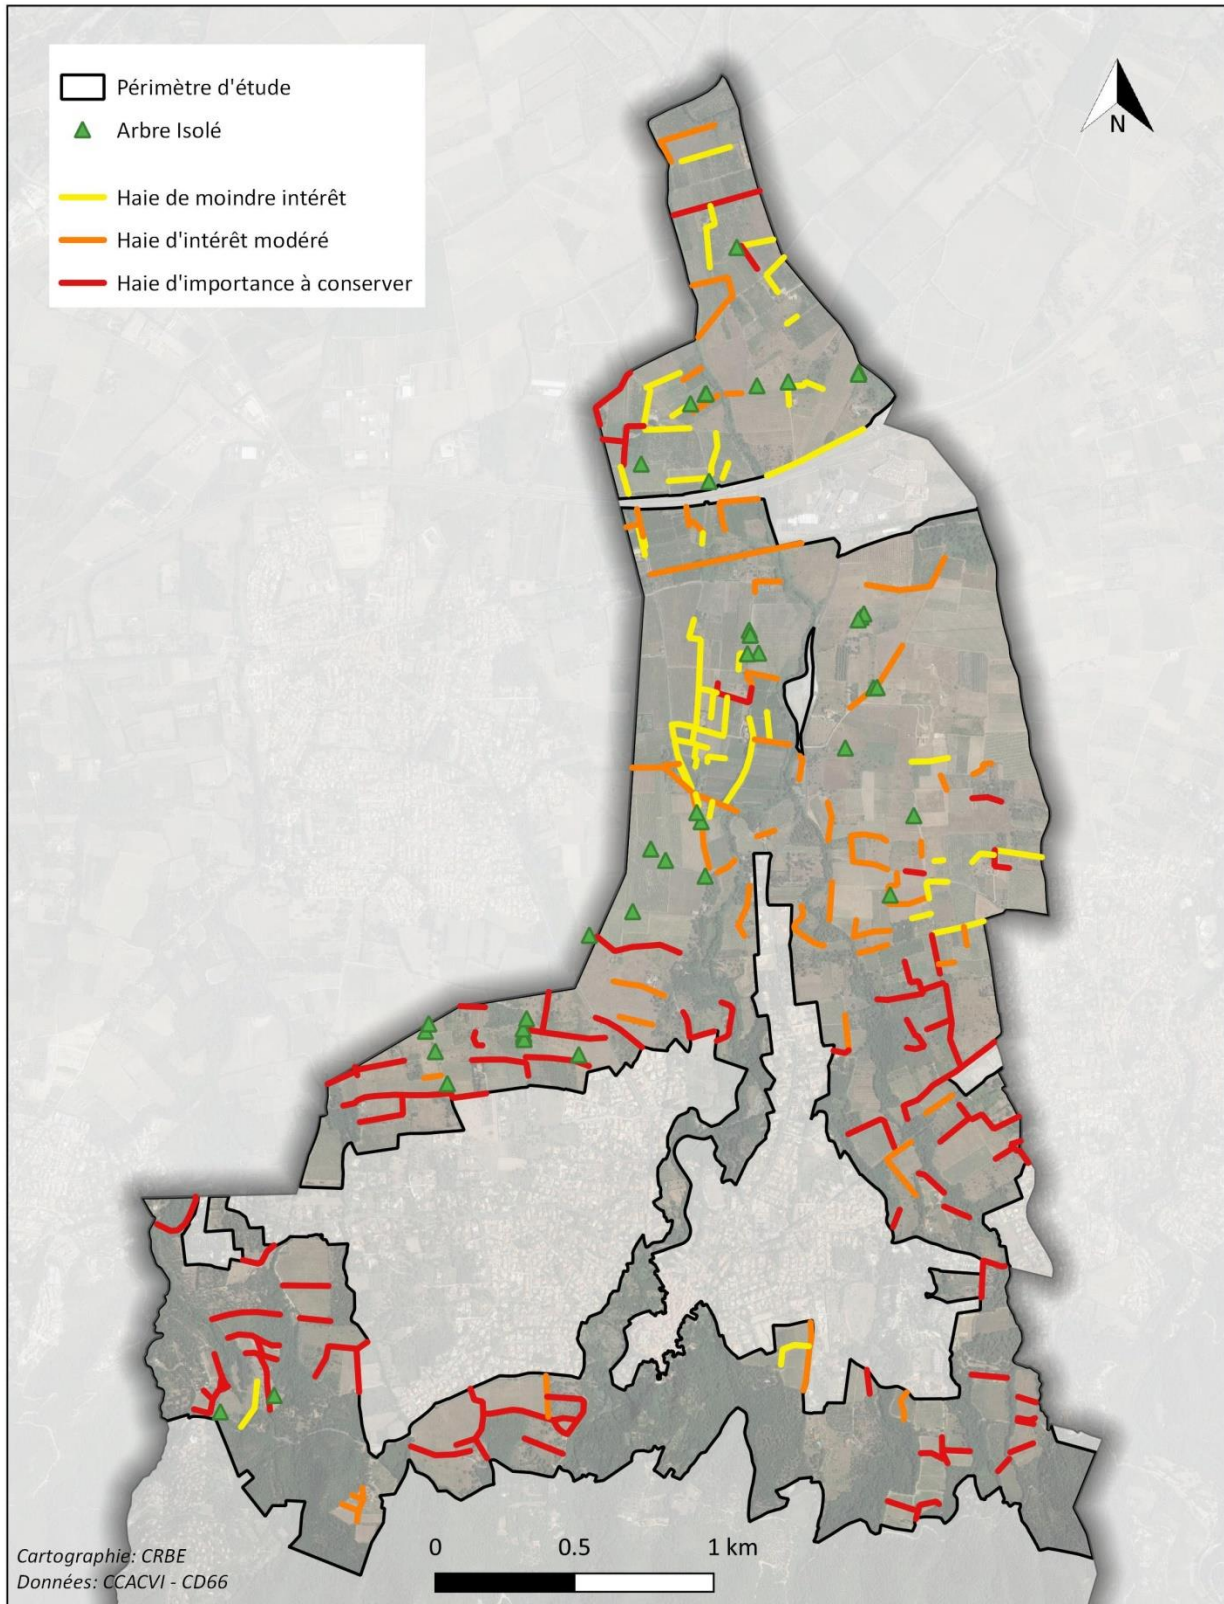 Périmètre d'étude
Arbre Isolé
Haie de moindre intérêt
Haie d'intérêt modéré
Haie d'importance à conserver
N
Cartographie: CRBE
Données: CCACVI - CD66
0 0.5 1 km